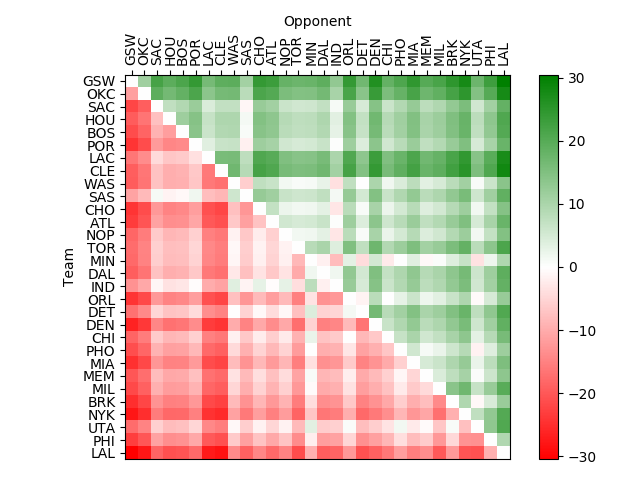 Opponent
GSW OKC SAC HOU BOS POR LAC CLE WAS SAS CHO ATL NOP TOR MIN DAL IND ORL DET DEN CHI PHO MIA MEM MIL BRK NYK UTA PHI LAL
Team
GSW
OKC
SAC
HOU
BOS
POR
LAC
CLE
WAS
SAS
CHO
ATL
NOP
TOR
MIN
DAL
IND
ORL
DET
DEN
CHI
PHO
MIA
MEM
MIL
BRK
NYK
UTA
PHI
LAL
30
20
10
0
−10
−20
−30